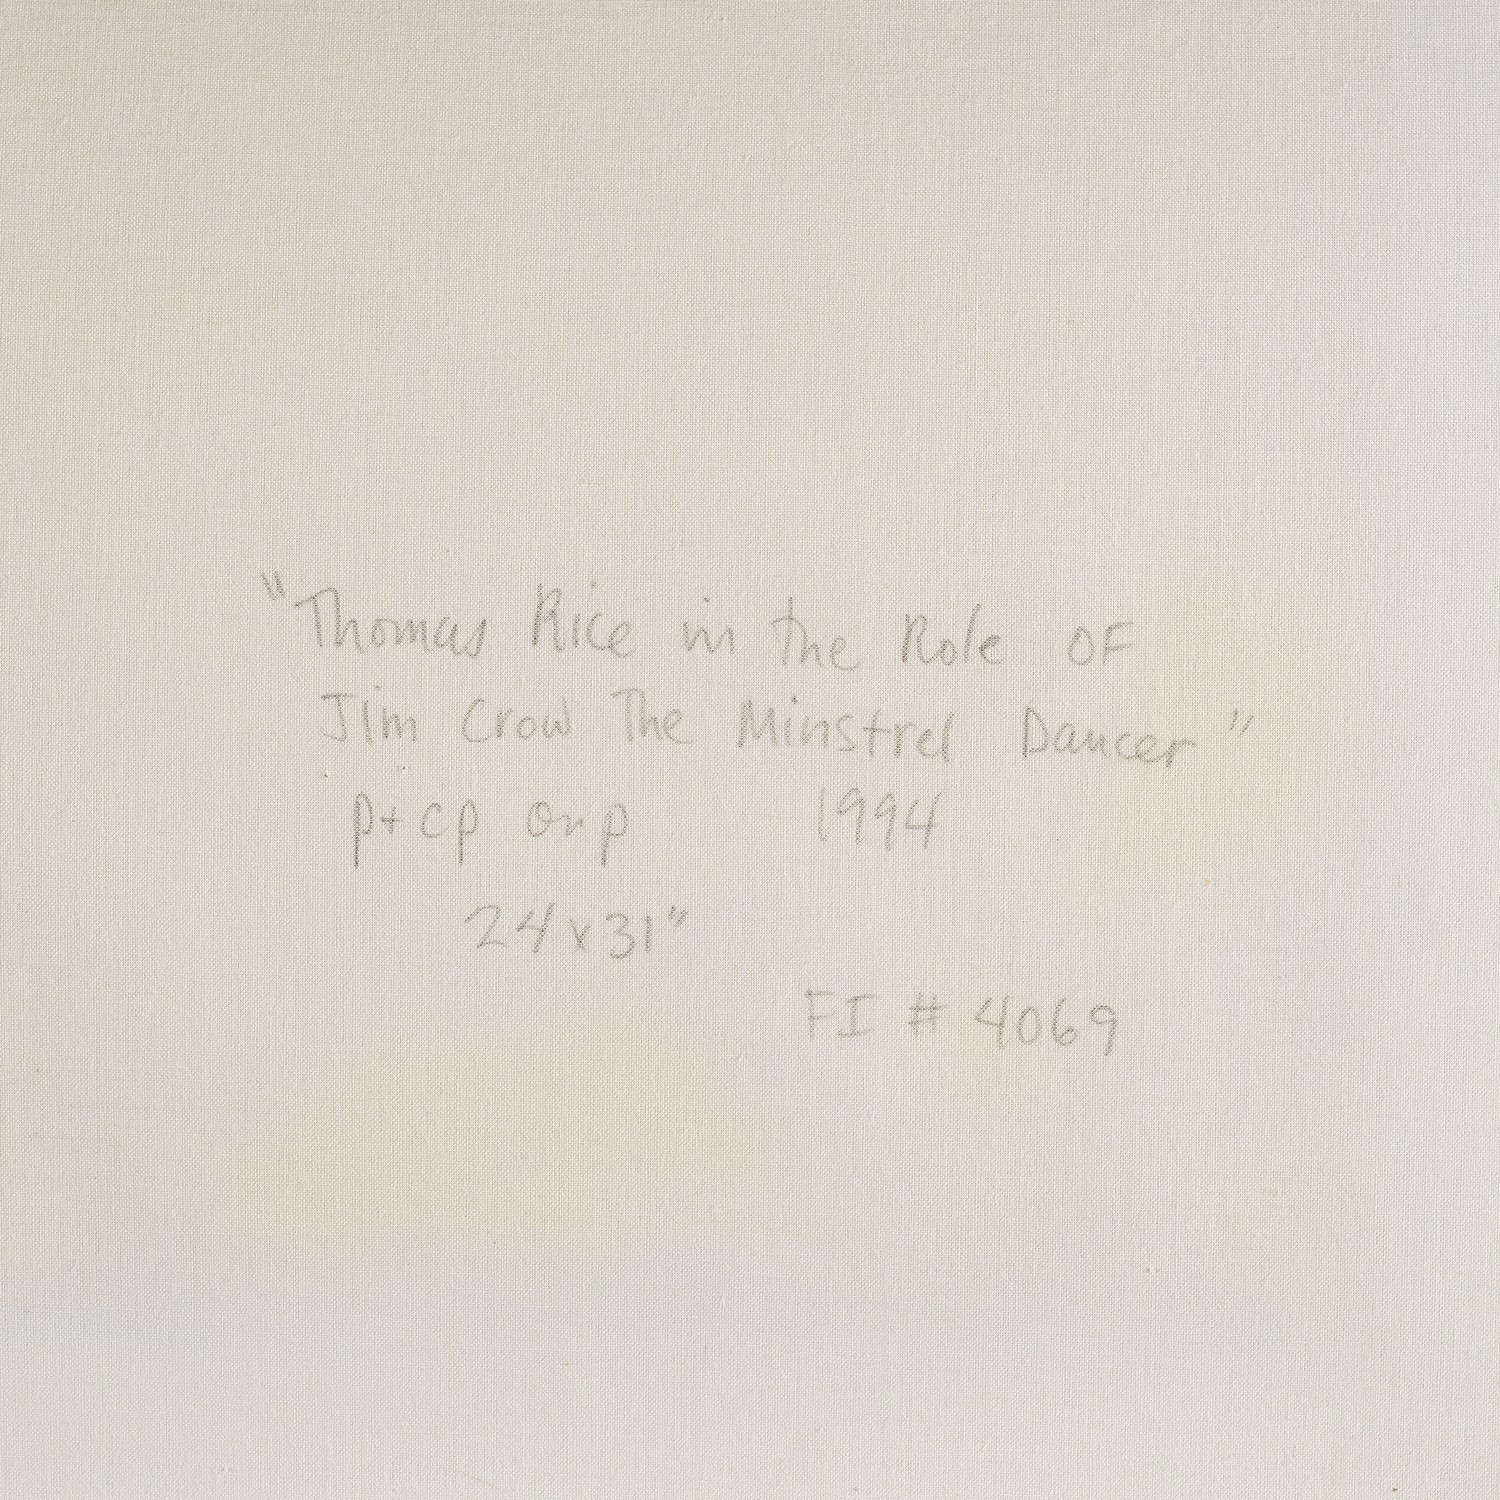 "Thomas Rice in the Role OF
Jim Crow The Minstrel Dancer"
p+cp on p 1994
24x31"
FI # 4069